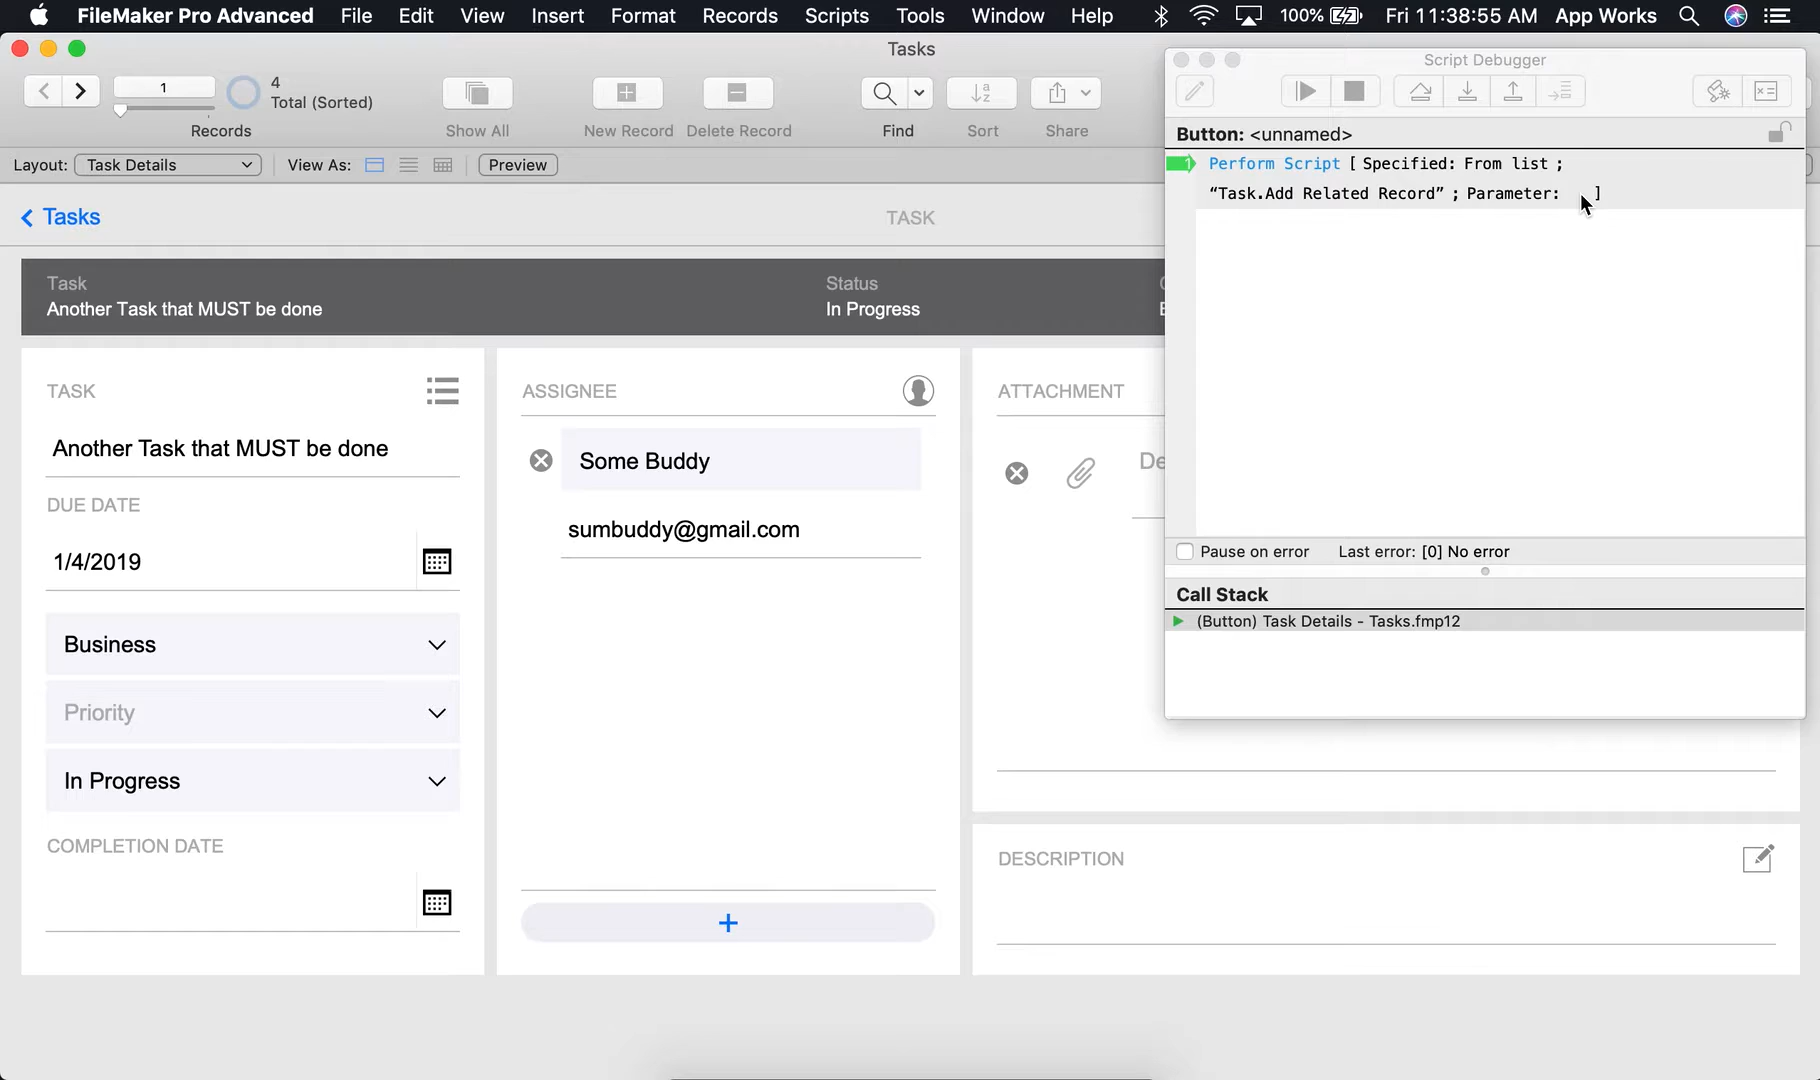 FileMaker Pro Advanced File Edit View Insert Format Records Scripts Tools Window Help 100% Fri 11:38:55 AM App Works
Tasks
1
4
Total (Sorted)
Records
Show All
New Record
Delete Record
Find
Sort
Share
Layout: Task Details View As: Preview
Tasks
TASK
Task
Another Task that MUST be done
Status
In Progress
TASK
Another Task that MUST be done
DUE DATE
1/4/2019
Business
Priority
In Progress
COMPLETION DATE
ASSIGNEE
Some Buddy
sumbuddy@gmail.com
+
ATTACHMENT
De
DESCRIPTION
Script Debugger
Button: <unnamed>
1 Perform Script [ Specified: From list ;
“Task.Add Related Record” ; Parameter: ]
Pause on error Last error: [0] No error
Call Stack
(Button) Task Details - Tasks.fmp12